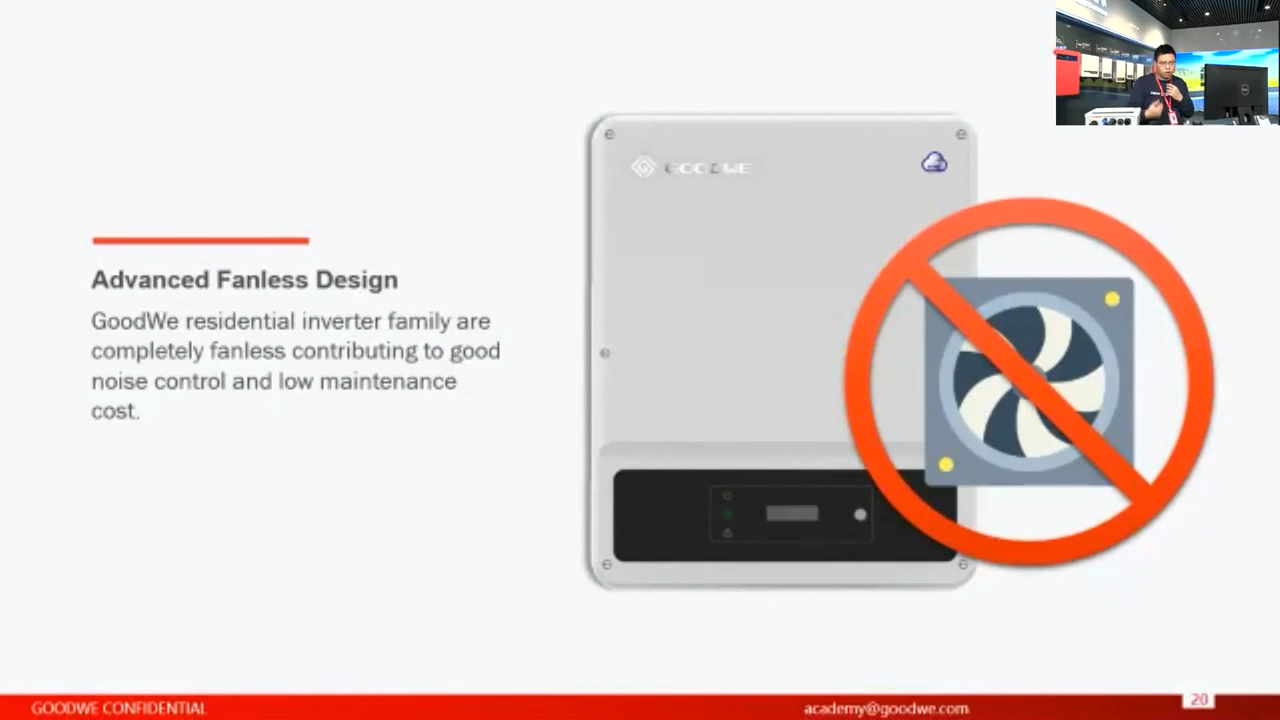 GOODWE
Advanced Fanless Design
GoodWe residential inverter family are
completely fanless contributing to good
noise control and low maintenance
cost.
GOODWE CONFIDENTIAL
academy@goodwe.com
20